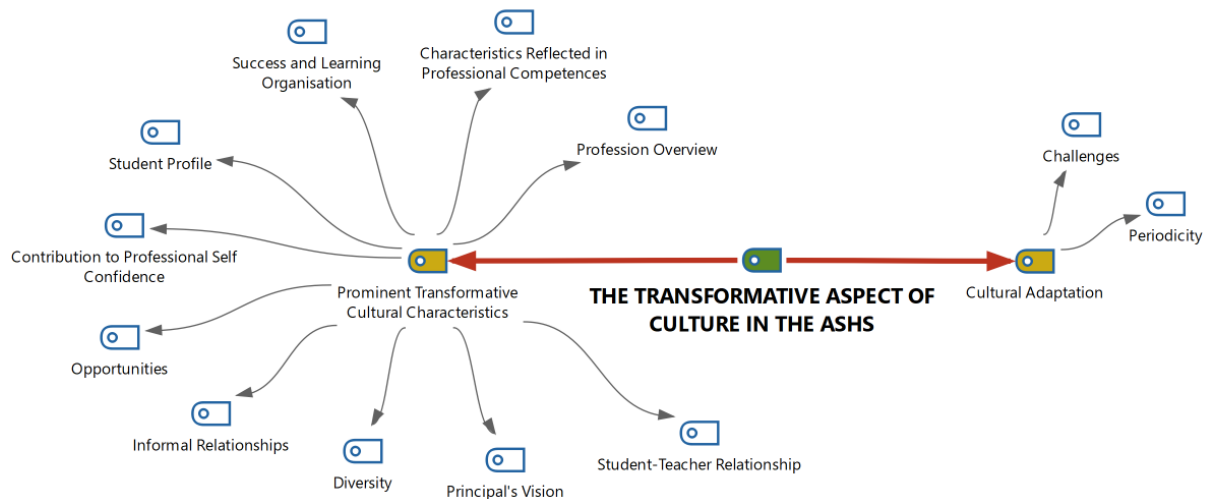 Success and Learning
Organisation
Characteristics Reflected in
Professional Competences
Profession Overview
Student Profile
Challenges
Periodicity
Contribution to Professional Self
Confidence
Prominent Transformative
Cultural Characteristics
THE TRANSFORMATIVE ASPECT OF
CULTURE IN THE ASHS
Cultural Adaptation
Opportunities
Informal Relationships
Diversity
Principal's Vision
Student-Teacher Relationship